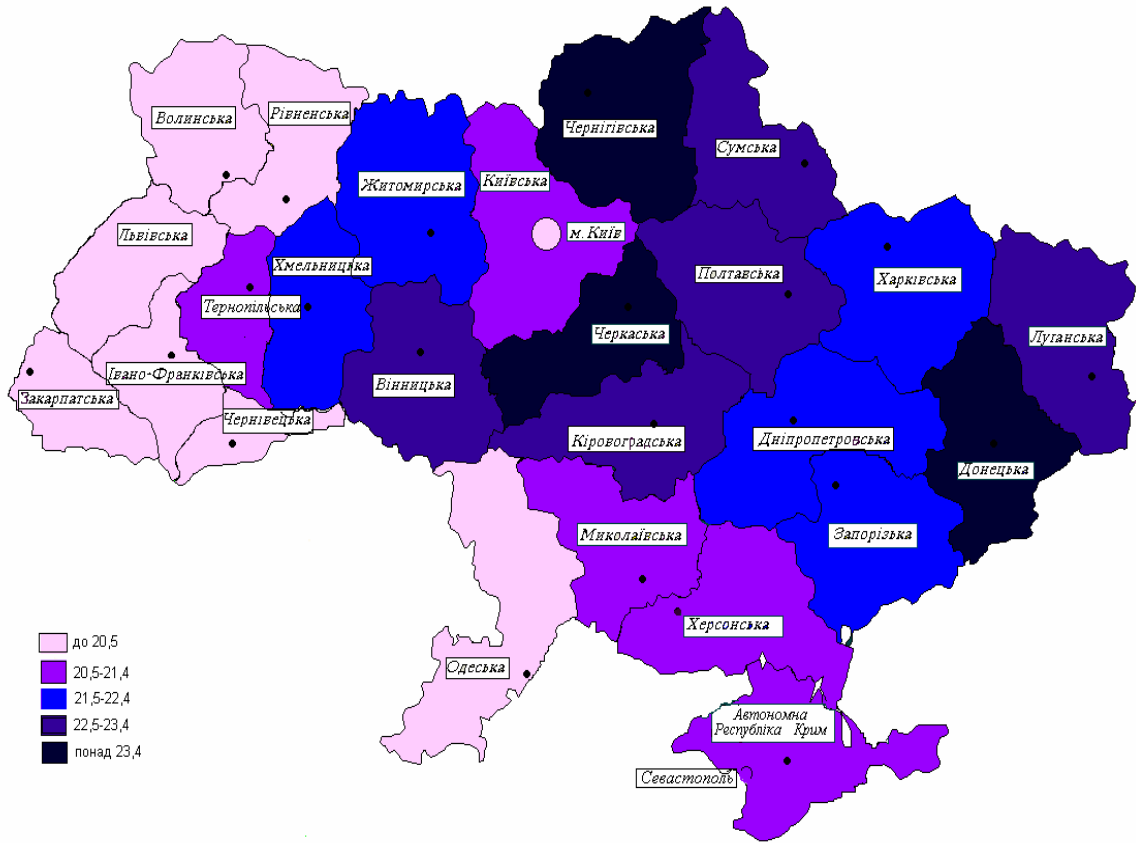 Волинська
Рівненська
Чернігівська
Сумська
Житомирська
Київська
м. Київ
Львівська
Хмельницька
Полтавська
Харківська
Тернопільська
Черкаська
Луганська
Івано-Франківська
Вінницька
Закарпатська
Чернівецька
Кіровоградська
Дніпропетровська
Донецька
Миколаївська
Запорізька
Херсонська
Одеська
Автономна
Республіка Крим
Севастополь
до 20,5
20,5-21,4
21,5-22,4
22,5-23,4
понад 23,4